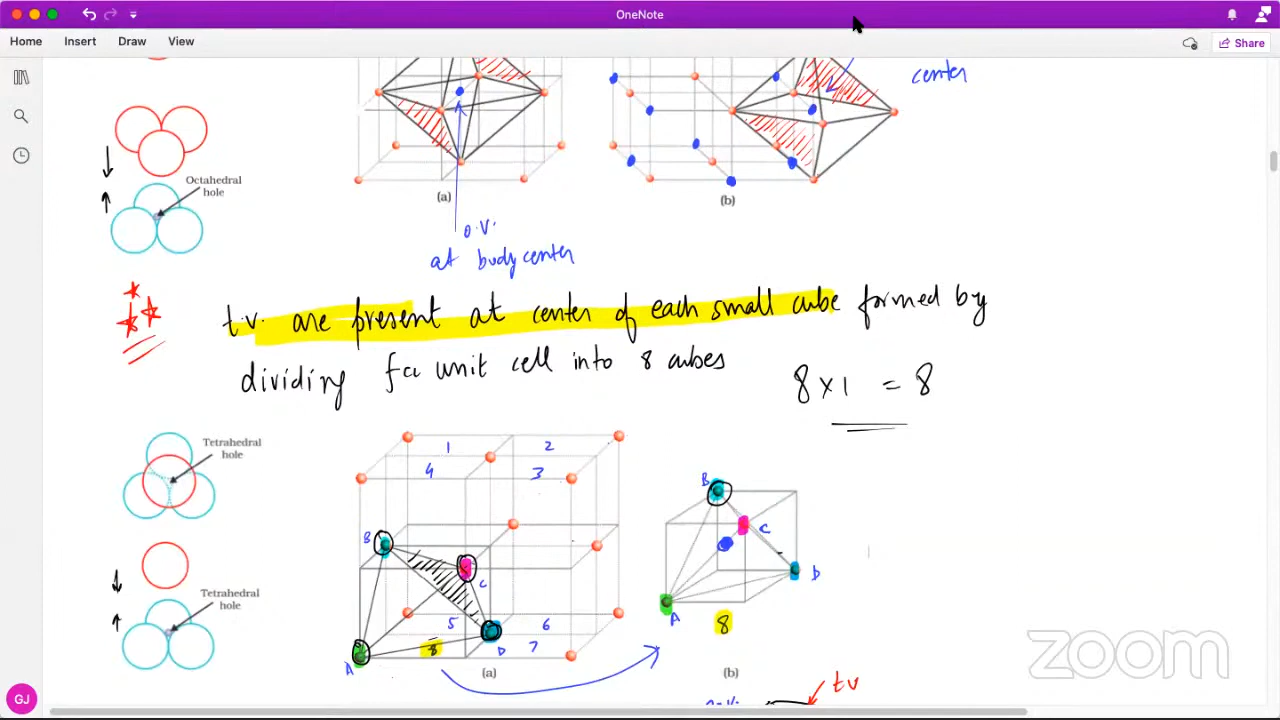 OneNote
Home Insert Draw View
Share
center
Octahedral
hole
(a)
(b)
o.v.
at body center
t.v. are present at center of each small cube formed by
dividing fcc unit cell into 8 cubes
8 x 1 = 8
Tetrahedral
hole
1 2
4 3
B
C
5 6
8 7
A
D
(a)
B
C
D
A
8
(b)
Tetrahedral
hole
zoom
GJ
t v